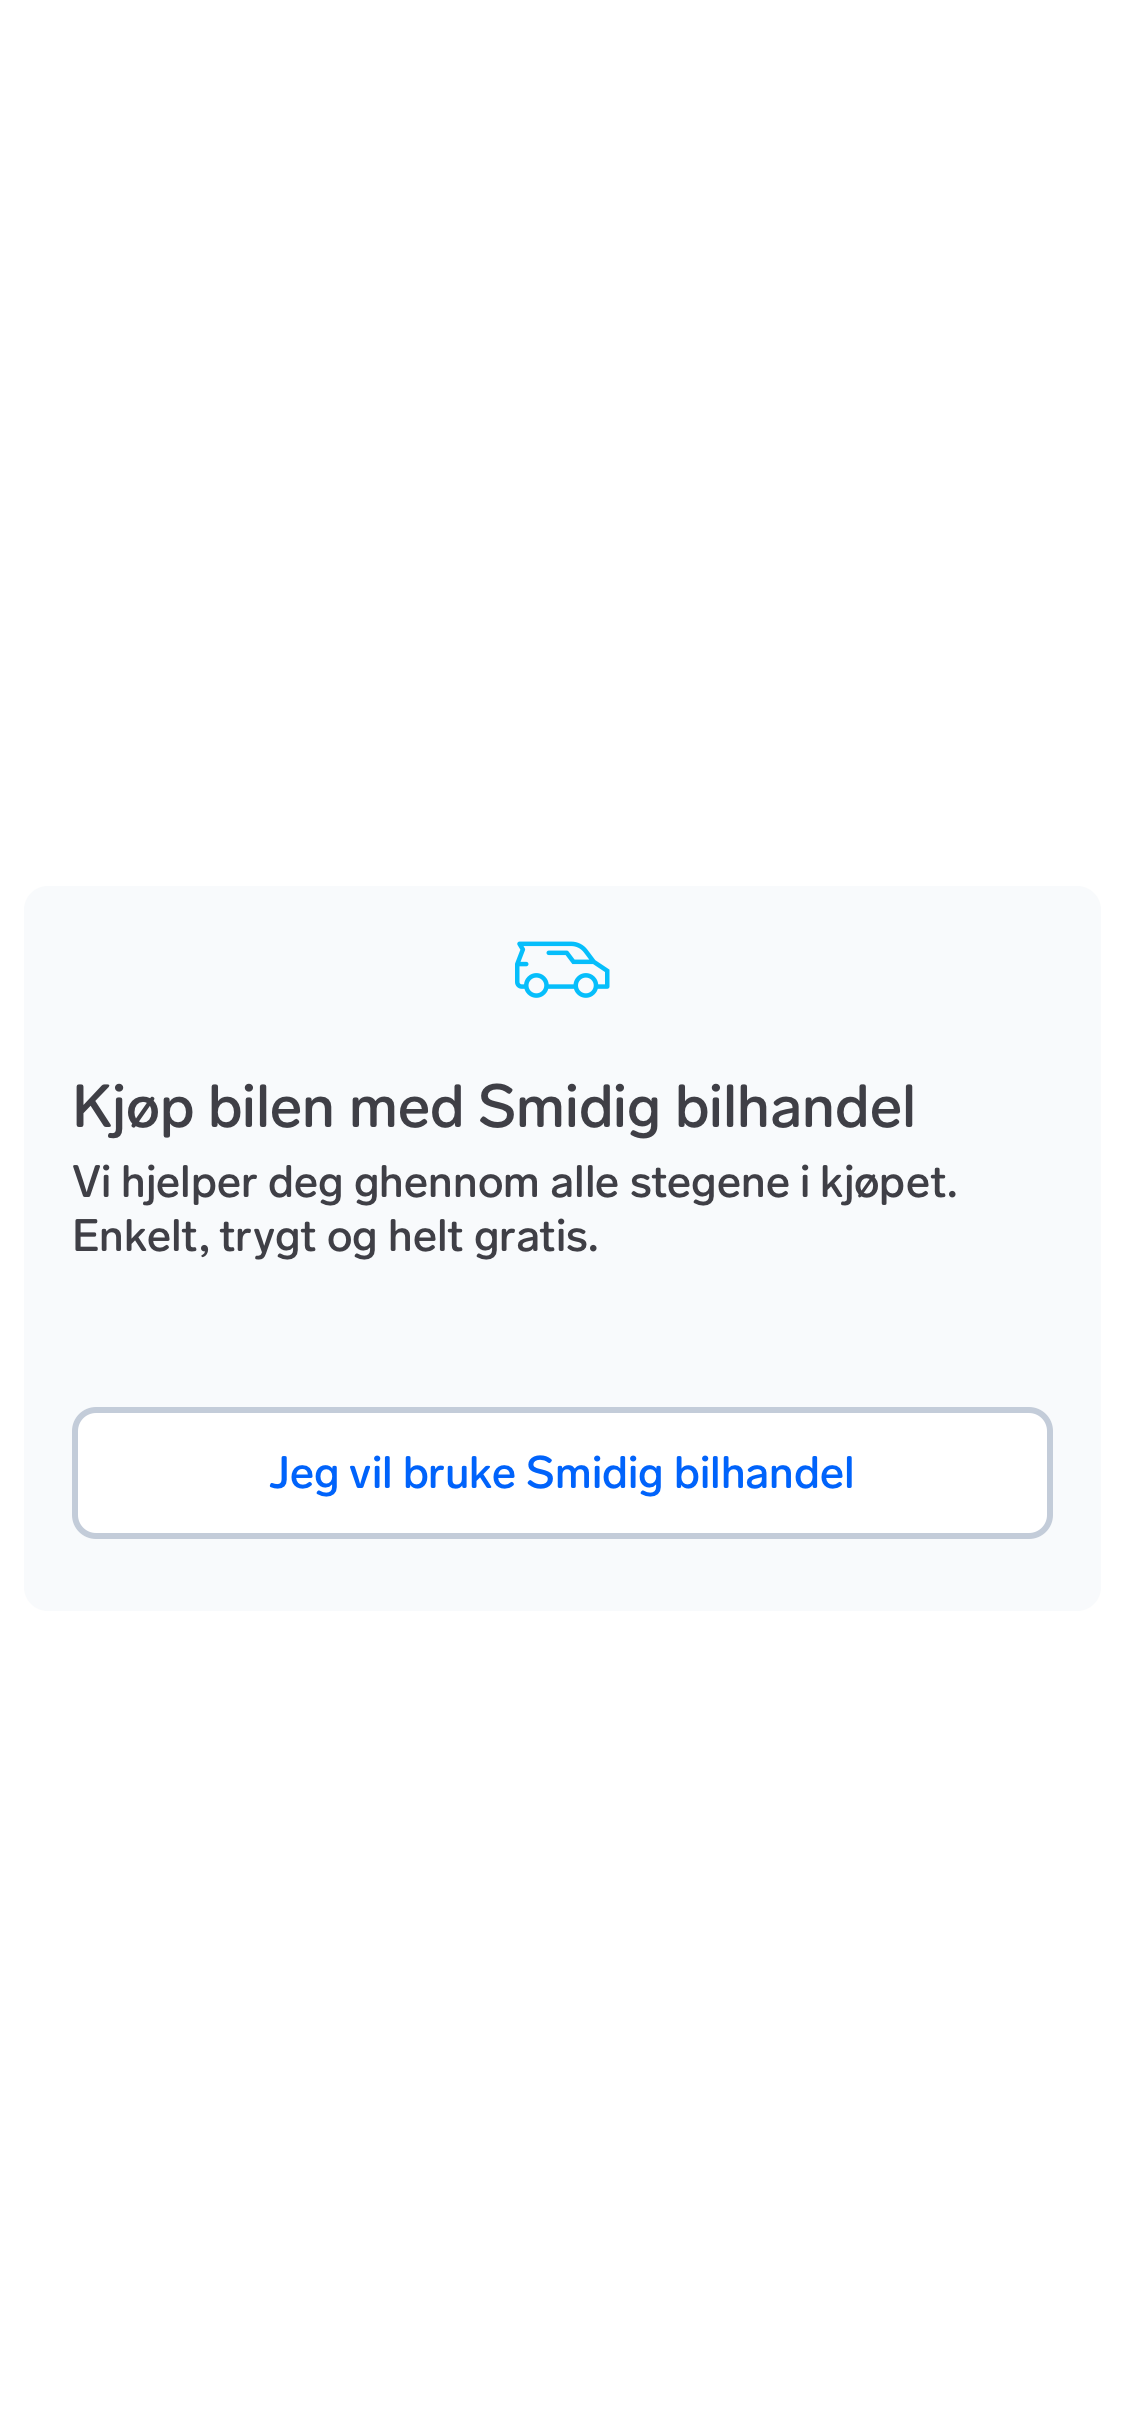 Kjøp bilen med Smidig bilhandel
Vi hjelper deg ghennom alle stegene i kjøpet.
Enkelt, trygt og helt gratis.
Jeg vil bruke Smidig bilhandel